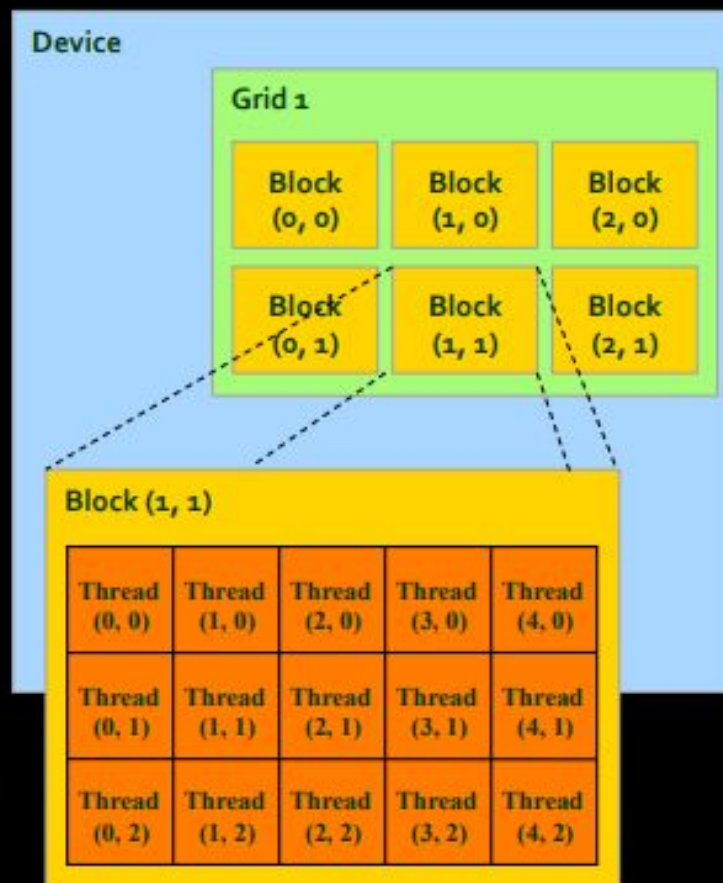 Device
Grid 1
Block
(0, 0)
Block
(1, 0)
Block
(2, 0)
Block
(0, 1)
Block
(1, 1)
Block
(2, 1)
Block (1, 1)
Thread
(0, 0)
Thread
(1, 0)
Thread
(2, 0)
Thread
(3, 0)
Thread
(4, 0)
Thread
(0, 1)
Thread
(1, 1)
Thread
(2, 1)
Thread
(3, 1)
Thread
(4, 1)
Thread
(0, 2)
Thread
(1, 2)
Thread
(2, 2)
Thread
(3, 2)
Thread
(4, 2)